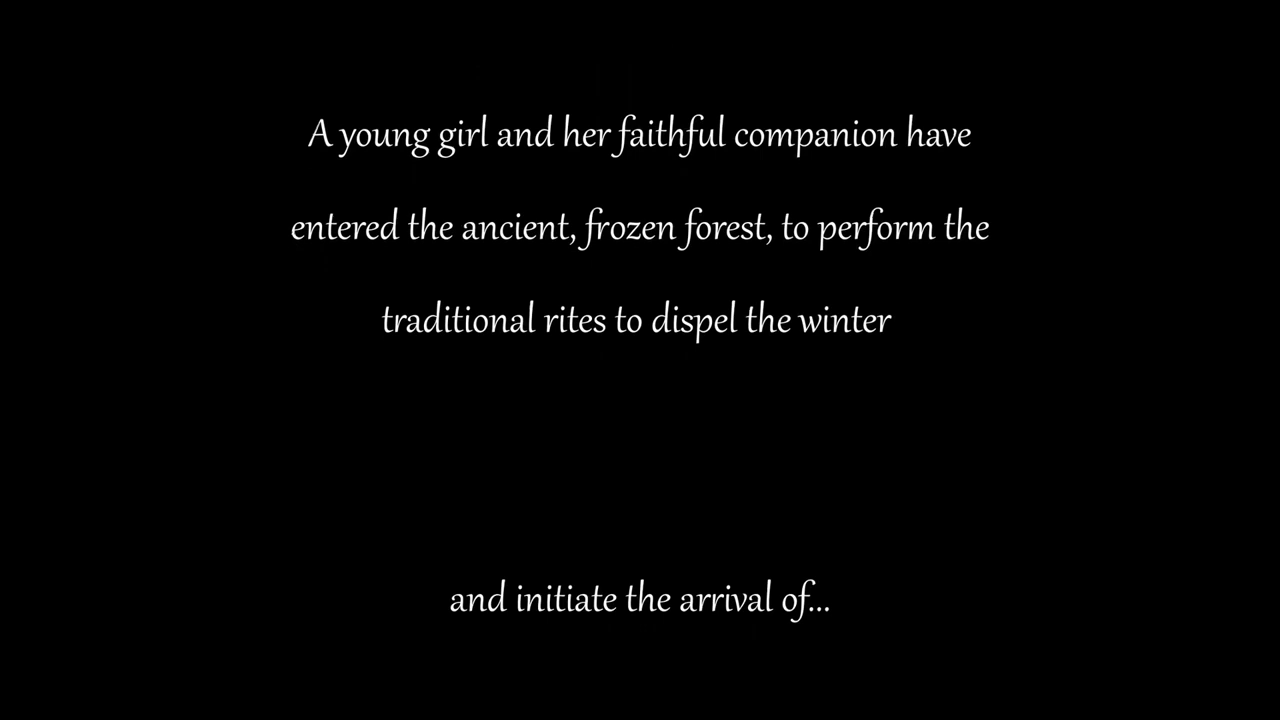 A young girl and her faithful companion have
entered the ancient, frozen forest, to perform the
traditional rites to dispel the winter
and initiate the arrival of...